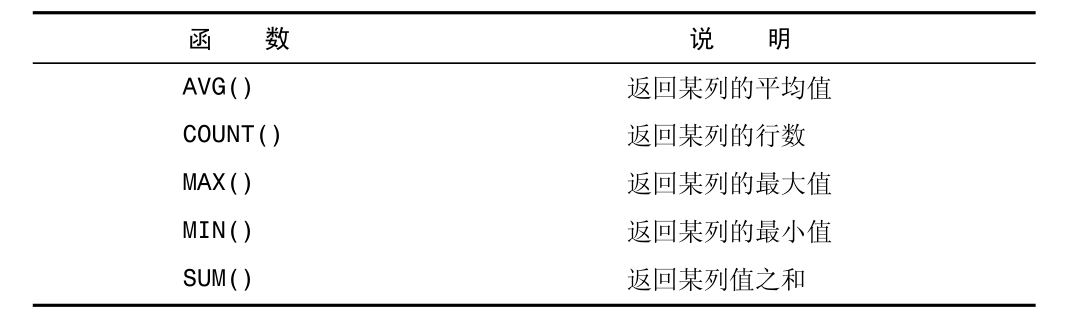 函 数 说 明
AVG() 返回某列的平均值
COUNT() 返回某列的行数
MAX() 返回某列的最大值
MIN() 返回某列的最小值
SUM() 返回某列值之和